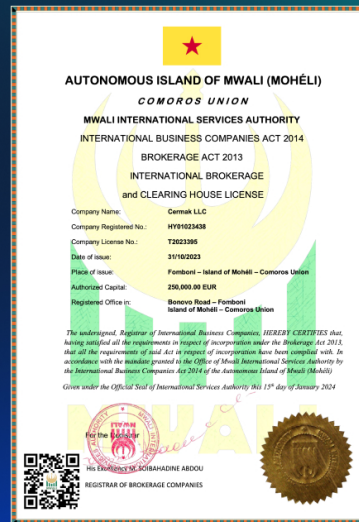 AUTONOMOUS ISLAND OF MWALI (MOHÉLI)
COMOROS UNION
MWALI INTERNATIONAL SERVICES AUTHORITY
INTERNATIONAL BUSINESS COMPANIES ACT 2014
BROKERAGE ACT 2013
INTERNATIONAL BROKERAGE
and CLEARING HOUSE LICENSE
Company Name: Cermak LLC
Company Registered No.: HY01023438
Company License No.: T2023395
Date of issue: 31/10/2023
Place of Issue: Fomboni – Island of Mohéli – Comoros Union
Authorized Capital: 250,000.00 EUR
Registered Office in: Bonovo Road – Fomboni
Island of Mohéli – Comoros Union
The undersigned, Registrar of International Business Companies, HEREBY CERTIFIES that,
having satisfied all the requirements in respect of incorporation under the Brokerage Act 2013,
that all the requirements of said Act in respect of incorporation have been complied with. In
accordance with the mandate granted to the Office of Mwali International Services Authority by
the International Business Companies Act 2014 of the Autonomous Island of Mwali (Mohéli)
Given under the Official Seal of International Services Authority this 15th day of January 2024
MWALI
For the Registrar
His Excellency Mr. SOIBAHADINE ABDOU
REGISTRAR OF BROKERAGE COMPANIES